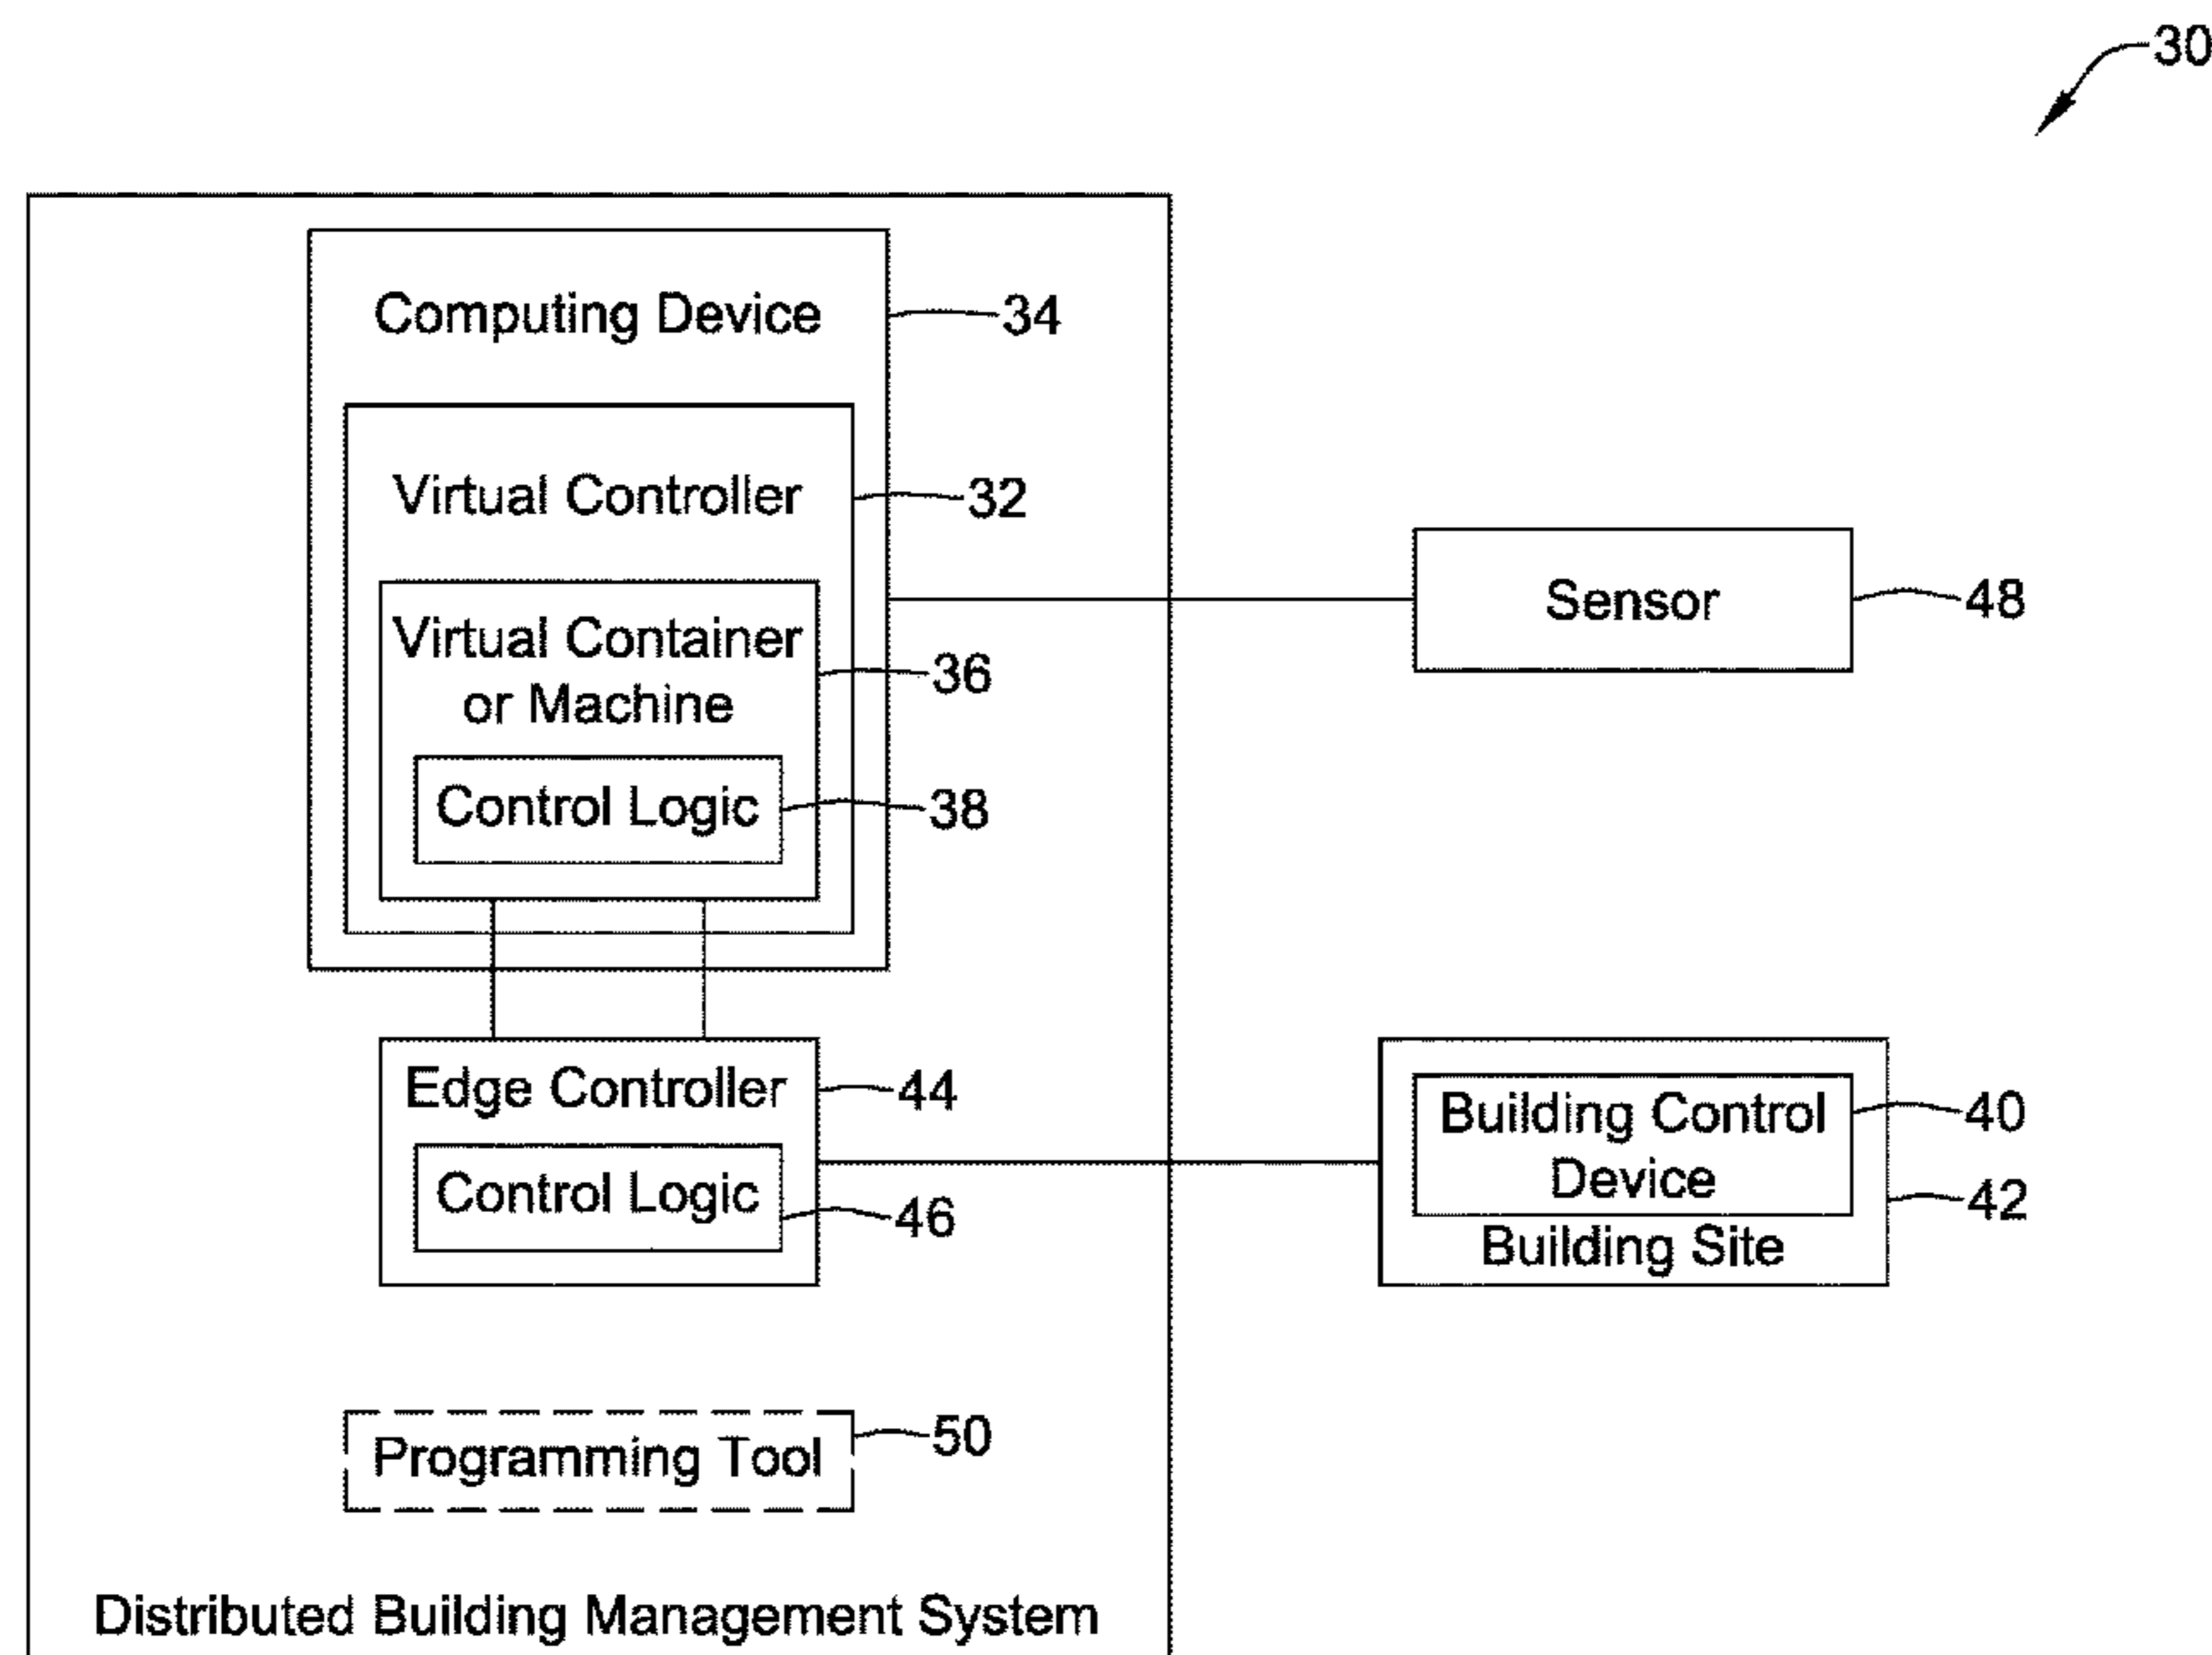 30
Computing Device
34
Virtual Controller
32
Virtual Container
or Machine
36
Control Logic
38
Sensor
48
Edge Controller
44
Control Logic
46
Building Control
Device
40
Building Site
42
Programming Tool
50
Distributed Building Management System